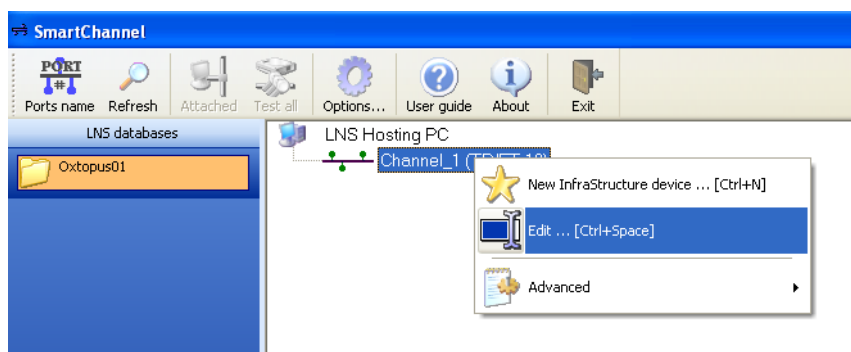 SmartChannel
PORT
#
Ports name Refresh Attached Test all Options... User guide About Exit
LNS databases
Oxtopus01
LNS Hosting PC
Channel_1 (
New InfraStructure device ... [Ctrl+N]
Edit ... [Ctrl+Space]
Advanced